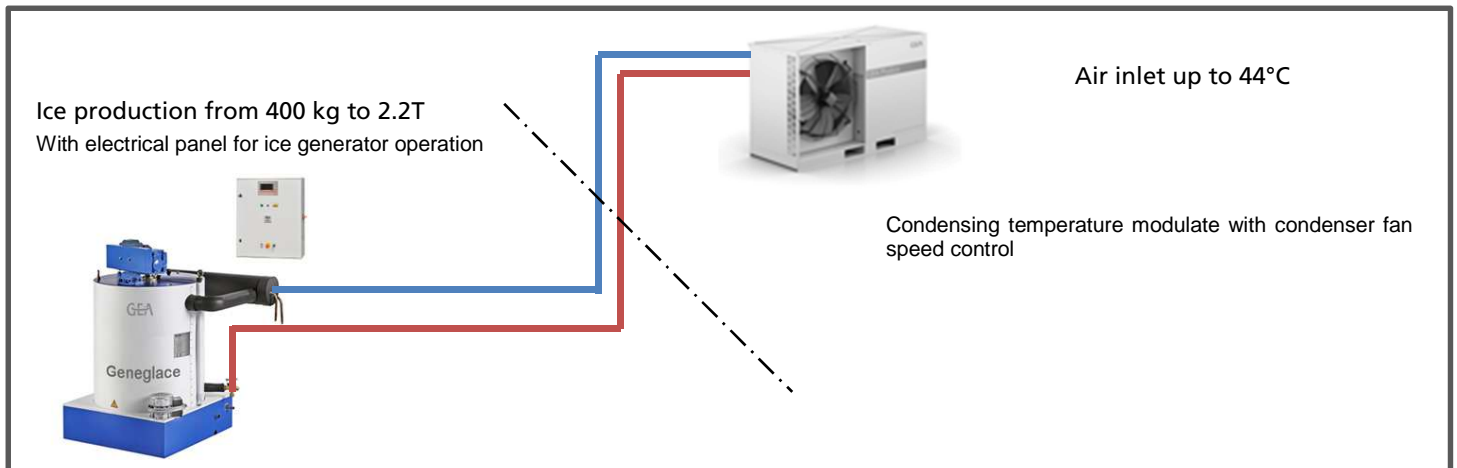 Air inlet up to 44°C
Ice production from 400 kg to 2.2T
With electrical panel for ice generator operation
Condensing temperature modulate with condenser fan
speed control
GEA
GEA
Geneglace